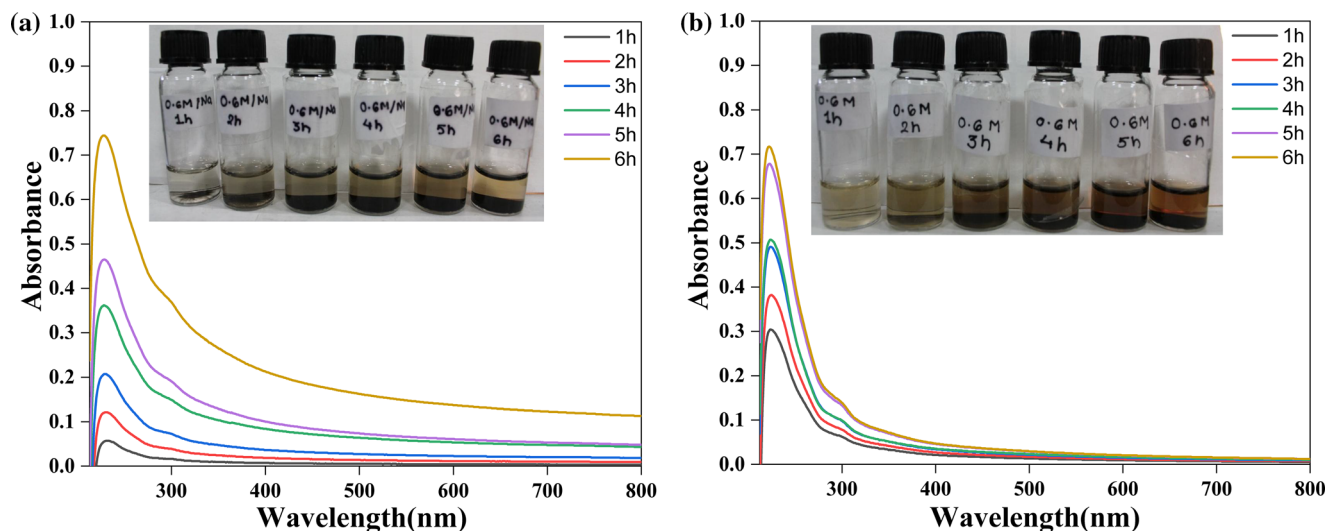 (a)
1.0
0.9
0.8
0.7
0.6
0.5
0.4
0.3
0.2
0.1
0.0
Absorbance
300
400
500
600
700
800
Wavelength(nm)
0.6M/Na
1h
0.6M/Na
2h
0.6M/Na
3h
0.6M/Na
4h
0.6M/Na
5h
0.6M/Na
6h
1h
2h
3h
4h
5h
6h
(b)
1.0
0.9
0.8
0.7
0.6
0.5
0.4
0.3
0.2
0.1
0.0
Absorbance
300
400
500
600
700
800
Wavelength(nm)
0.6M
1h
0.6M
2h
0.6M
3h
0.6M
4h
0.6M
5h
0.6M
6h
1h
2h
3h
4h
5h
6h